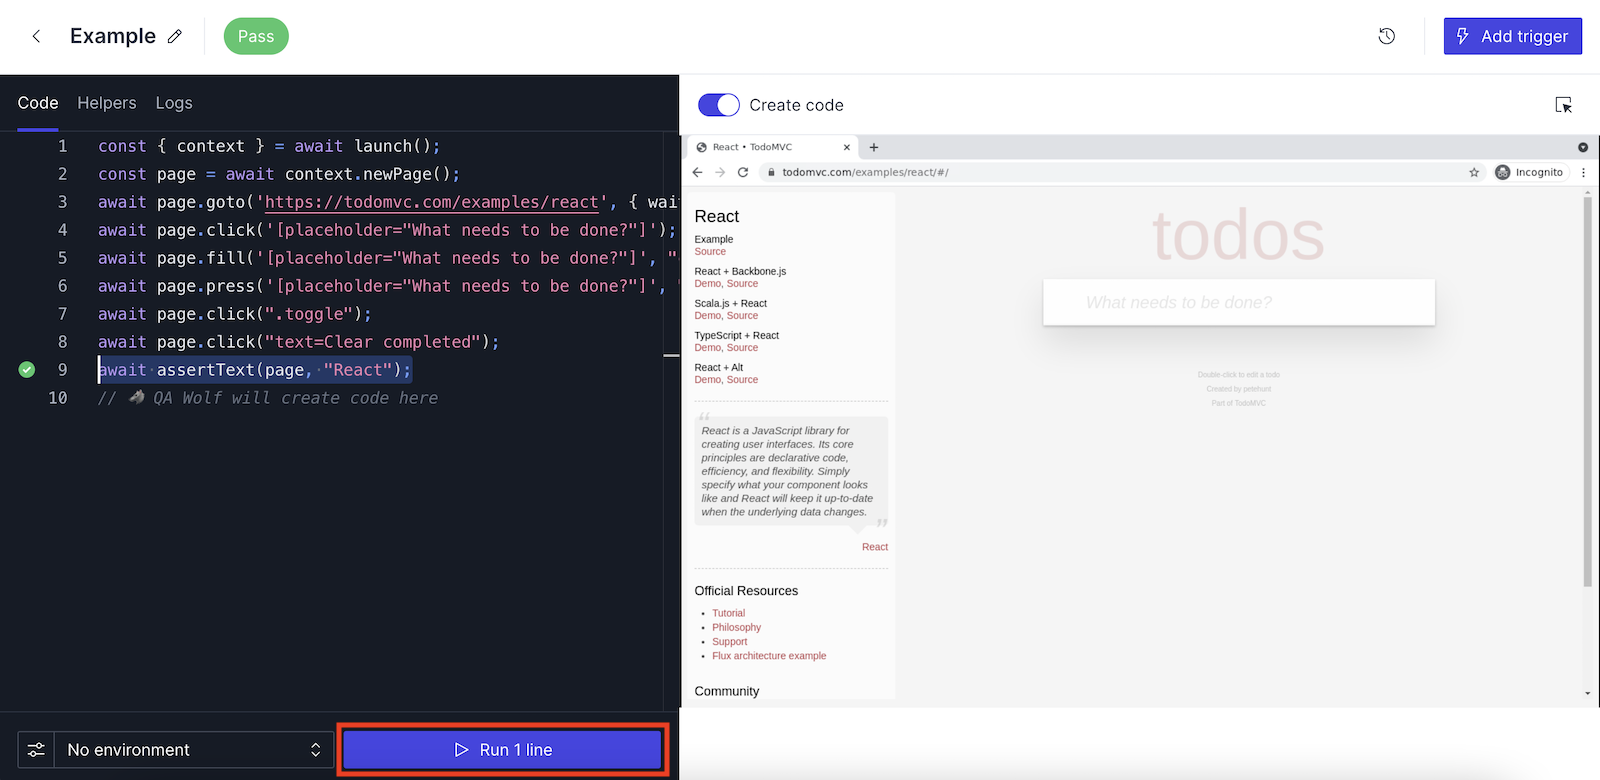 Example
Pass
Add trigger
Code Helpers Logs
1 const { context } = await launch();
2 const page = await context.newPage();
3 await page.goto('https://todomvc.com/examples/react', { wai
4 await page.click('[placeholder="What needs to be done?"]');
5 await page.fill('[placeholder="What needs to be done?"]', "
6 await page.press('[placeholder="What needs to be done?"]',
7 await page.click(".toggle");
8 await page.click("text=Clear completed");
9 await assertText(page, "React");
10 // 🐺 QA Wolf will create code here
No environment
Run 1 line
Create code
React • TodoMVC
todomvc.com/examples/react/#/
Incognito
React
Example
Source
React + Backbone.js
Demo, Source
Scala.js + React
Demo, Source
TypeScript + React
Demo, Source
React + Alt
Demo, Source
“
React is a JavaScript library for
creating user interfaces. Its core
principles are declarative code,
efficiency, and flexibility. Simply
specify what your component looks
like and React will keep it up-to-date
when the underlying data changes.
”
React
Official Resources
• Tutorial
• Philosophy
• Support
• Flux architecture example
Community
todos
What needs to be done?
Double-click to edit a todo
Created by petehunt
Part of TodoMVC